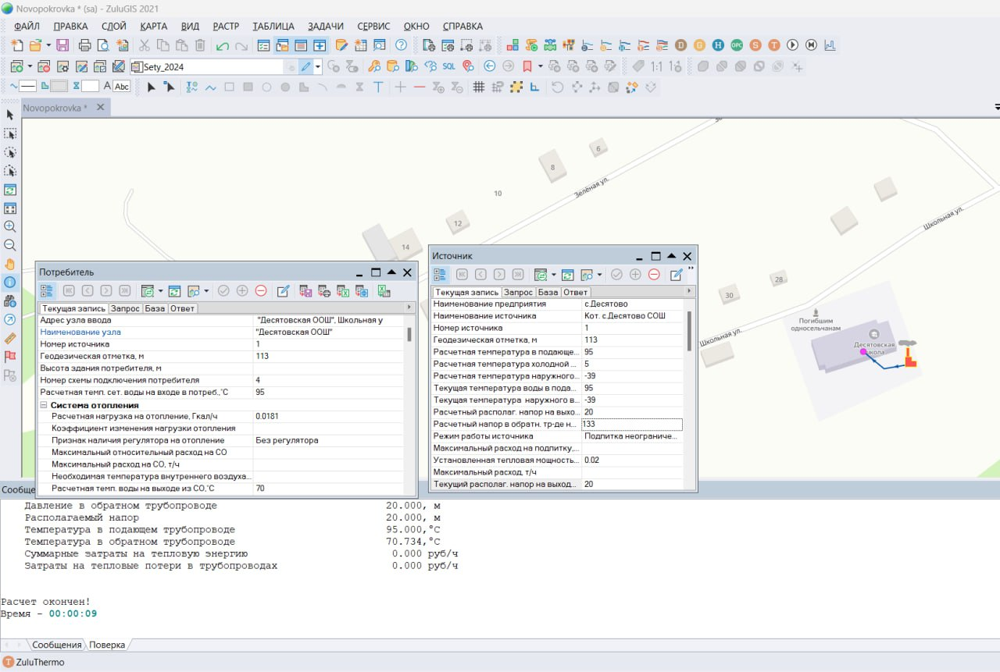 Novopokrovka * (sa) - ZuluGIS 2021
ФАЙЛ ПРАВКА СЛОЙ КАРТА ВИД РАСТР ТАБЛИЦА ЗАДАЧИ СЕРВИС ОКНО СПРАВКА
D G H OPC S T
Sety_2024
SQL
1:1
A Abc
Novopokrovka *
6
8
10
Зелёная ул.
12
14
Школьная ул.
28
30
Школьная ул.
Погибшим
односельчанам
Десятовская
школа
Потребитель
Текущая запись Запрос База Ответ
Адрес узла ввода "Десятовская ООШ", Школьная у
Наименование узла "Десятовская ООШ"
Номер источника 1
Геодезическая отметка, м 113
Высота здания потребителя, м
Номер схемы подключения потребителя 4
Расчетная темп. сет. воды на входе в потреб.,°C 95
Система отопления
Расчетная нагрузка на отопление, Гкал/ч 0.0181
Коэффициент изменения нагрузки отопления
Признак наличия регулятора на отопление Без регулятора
Максимальный относительный расход на СО
Максимальный расход на СО, т/ч
Необходимая температура внутреннего воздуха...
Расчетная темп. воды на выходе из СО,°C 70
Источник
Текущая запись Запрос База Ответ
Наименование предприятия с.Десятово
Наименование источника Кот. с.Десятово СОШ
Номер источника 1
Геодезическая отметка, м 113
Расчетная температура в подающе... 95
Расчетная температура холодной ... 5
Расчетная температура наружного... -39
Текущая температура воды в пода... 95
Текущая температура наружного в... -39
Расчетный располаг. напор на выхо... 20
Расчетный напор в обратн. тр-де н... 133
Режим работы источника Подпитка неограниче...
Максимальный расход на подпитку,...
Установленная тепловая мощность... 0.02
Максимальный расход, т/ч
Текущий располаг. напор на выход... 20
Сообще
Давление в обратном трубопроводе 20.000, м
Располагаемый напор 20.000, м
Температура в подающем трубопроводе 95.000,°C
Температура в обратном трубопроводе 70.734,°C
Суммарные затраты на тепловую энергию 0.000 руб/ч
Затраты на тепловые потери в трубопроводах 0.000 руб/ч
Расчет окончен!
Время - 00:00:09
Сообщения Поверка
T ZuluThermo